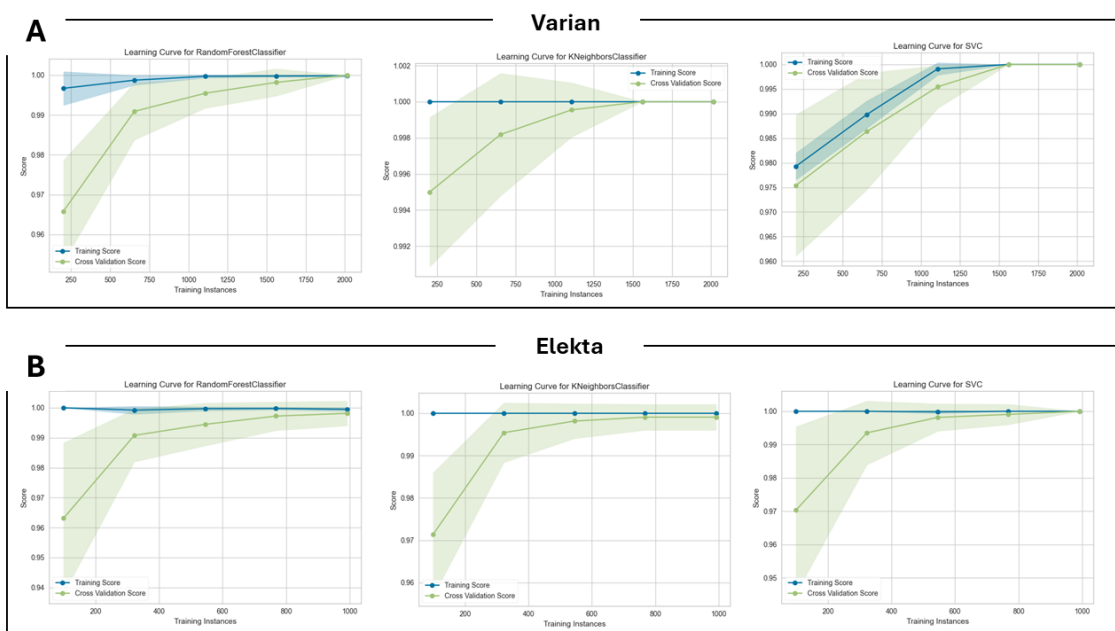 A
Varian
Learning Curve for RandomForestClassifier
1.00
0.99
0.98
0.97
0.96
Score
Training Score
Cross Validation Score
250 500 750 1000 1250 1500 1750 2000
Training Instances
Learning Curve for KNeighborsClassifier
1.002
1.000
0.998
0.996
0.994
0.992
Score
Training Score
Cross Validation Score
250 500 750 1000 1250 1500 1750 2000
Training Instances
Learning Curve for SVC
1.000
0.995
0.990
0.985
0.980
0.975
0.970
0.965
0.960
Score
Training Score
Cross Validation Score
250 500 750 1000 1250 1500 1750 2000
Training Instances
B
Elekta
Learning Curve for RandomForestClassifier
1.00
0.99
0.98
0.97
0.96
0.95
0.94
Score
Training Score
Cross Validation Score
200 400 600 800 1000
Training Instances
Learning Curve for KNeighborsClassifier
1.00
0.99
0.98
0.97
0.96
Score
Training Score
Cross Validation Score
200 400 600 800 1000
Training Instances
Learning Curve for SVC
1.00
0.99
0.98
0.97
0.96
0.95
Score
Training Score
Cross Validation Score
200 400 600 800 1000
Training Instances